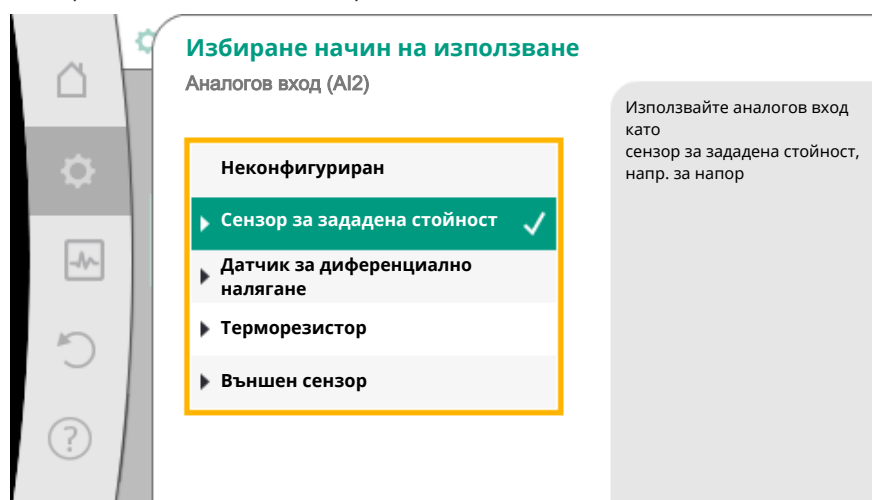 Избиране начин на използване
Аналогов вход (AI2)
Неконфигуриран
Сензор за зададена стойност
Датчик за диференциално
налягане
Терморезистор
Външен сензор
Използвайте аналогов вход
като
сензор за зададена стойност,
напр. за напор